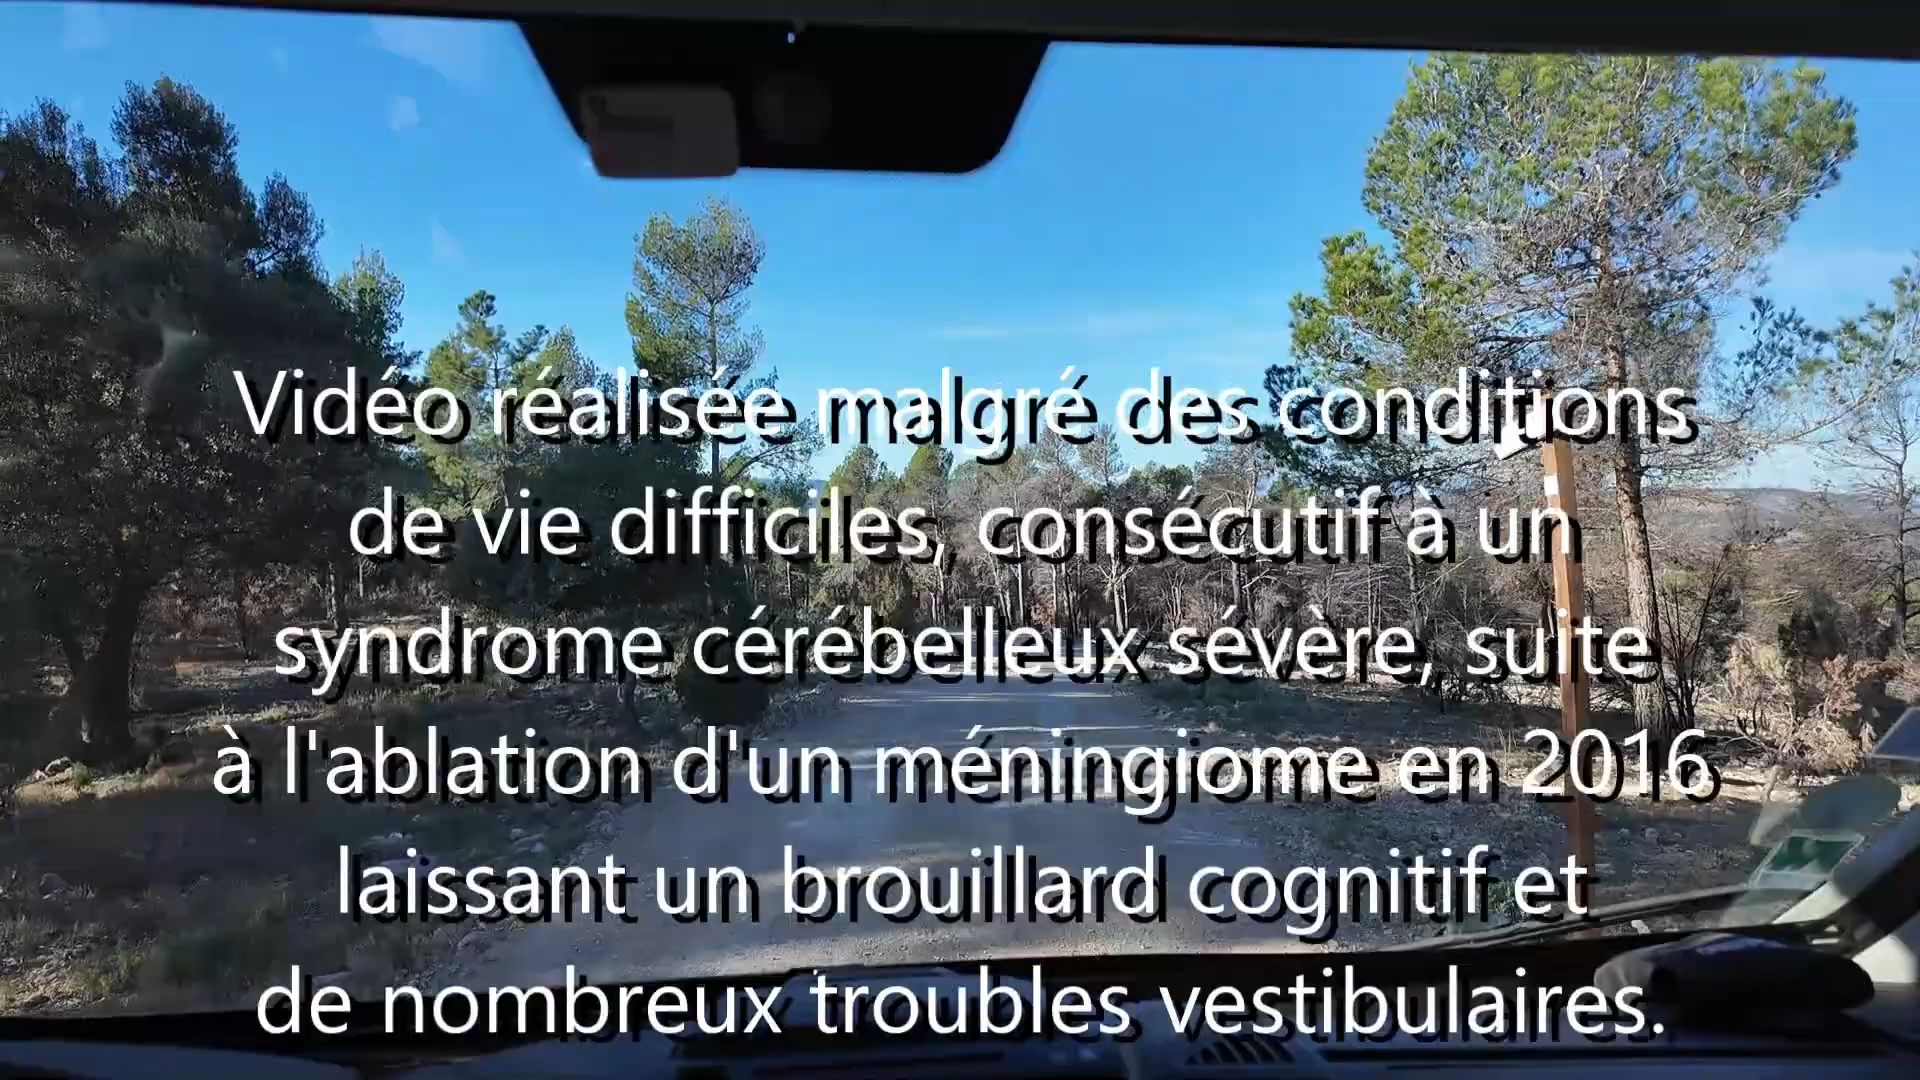 Vidéo réalisée malgré des conditions
de vie difficiles, consécutif à un
syndrome cérébelleux sévère, suite
à l'ablation d'un méningiome en 2016
laissant un brouillard cognitif et
de nombreux troubles vestibulaires.